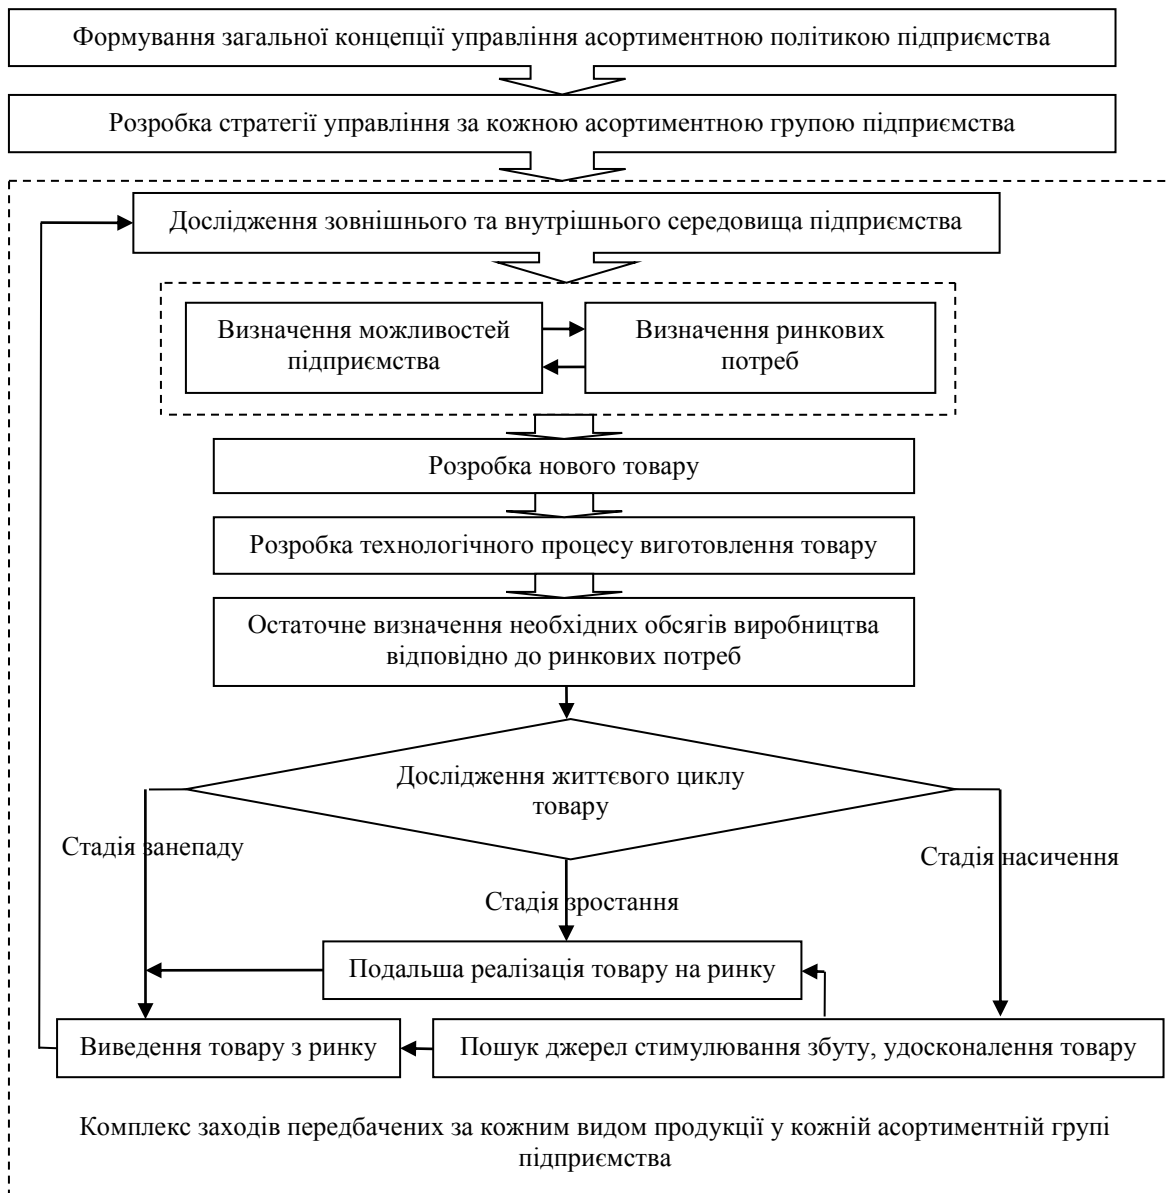 Формування загальної концепції управління асортиментною політикою підприємства
Розробка стратегії управління за кожною асортиментною групою підприємства
Дослідження зовнішнього та внутрішнього середовища підприємства
Визначення можливостей
підприємства
Визначення ринкових
потреб
Розробка нового товару
Розробка технологічного процесу виготовлення товару
Остаточне визначення необхідних обсягів виробництва
відповідно до ринкових потреб
Дослідження життєвого циклу
товару
Стадія занепаду
Стадія насичення
Стадія зростання
Подальша реалізація товару на ринку
Виведення товару з ринку
Пошук джерел стимулювання збуту, удосконалення товару
Комплекс заходів передбачених за кожним видом продукції у кожній асортиментній групі
підприємства